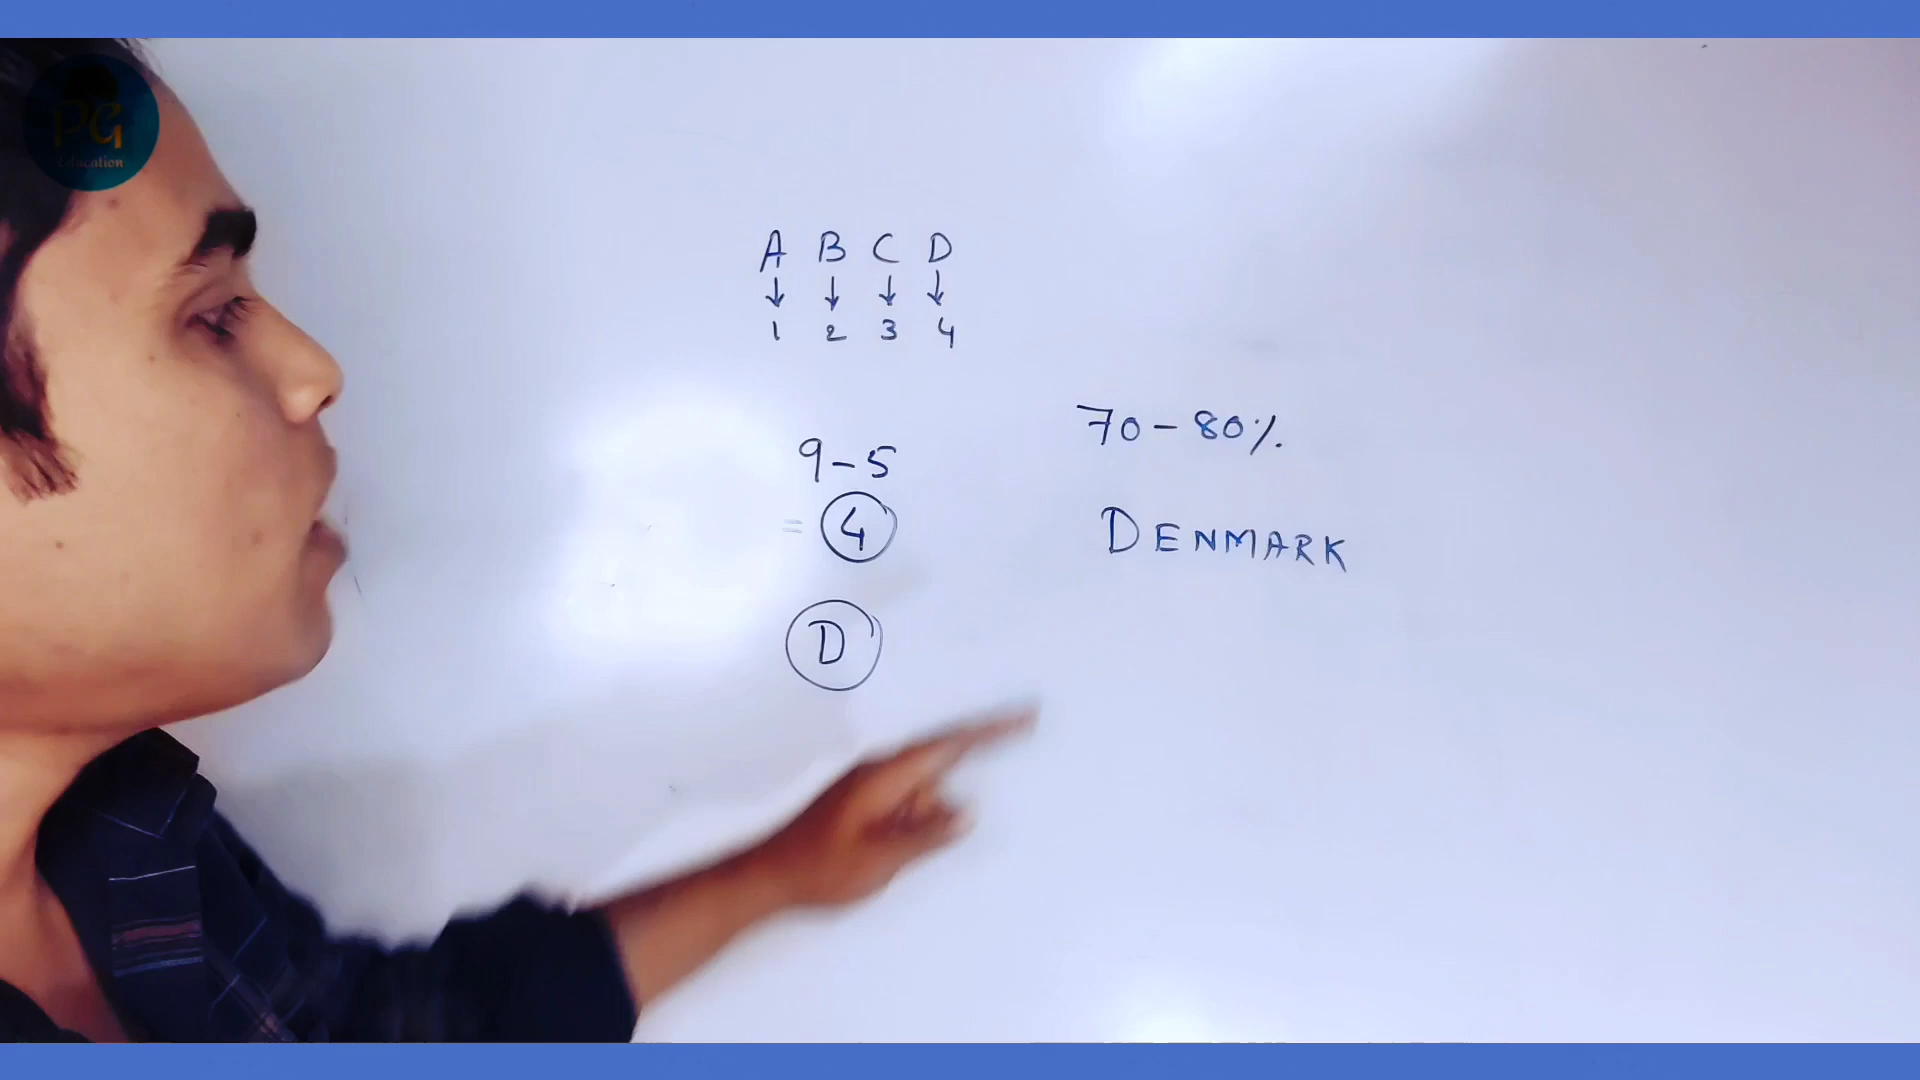 PG
Education
A B C D
↓ ↓ ↓ ↓
1 2 3 4
9-5
= 4
D
70-80%.
DENMARK